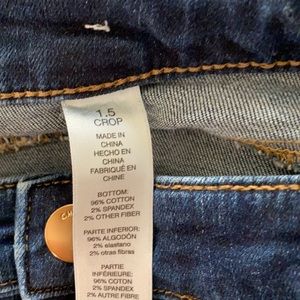 1.5
CROP
MADE IN
CHINA
HECHO EN
CHINA
FABRIQUÉ EN
CHINE
BOTTOM:
96% COTTON
2% SPANDEX
2% OTHER FIBER
PARTE INFERIOR:
96% ALGODÓN
2% elastano
2% otras fibras
PARTIE
INFÉRIEURE:
96% COTON
2% SPANDEX
2% AUTRE FIBRE